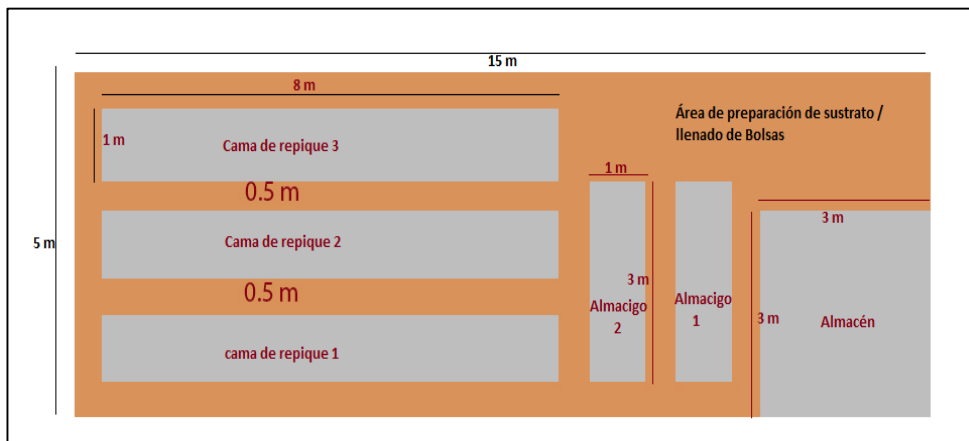 15 m
8 m
Área de preparación de sustrato /
llenado de Bolsas
1 m
Cama de repique 3
1 m
0.5 m
3 m
5 m
Cama de repique 2
3 m
Almacigo
2
Almacigo
1
0.5 m
3 m
Almacén
cama de repique 1